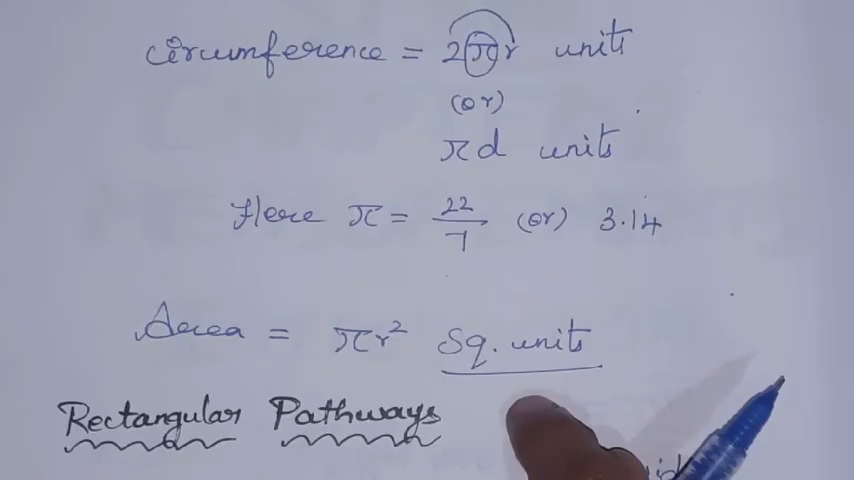 Circumference = 2πr units
(or)
πd units
Here π = 22/7 (or) 3.14
Area = πr² Sq. units
Rectangular Pathways